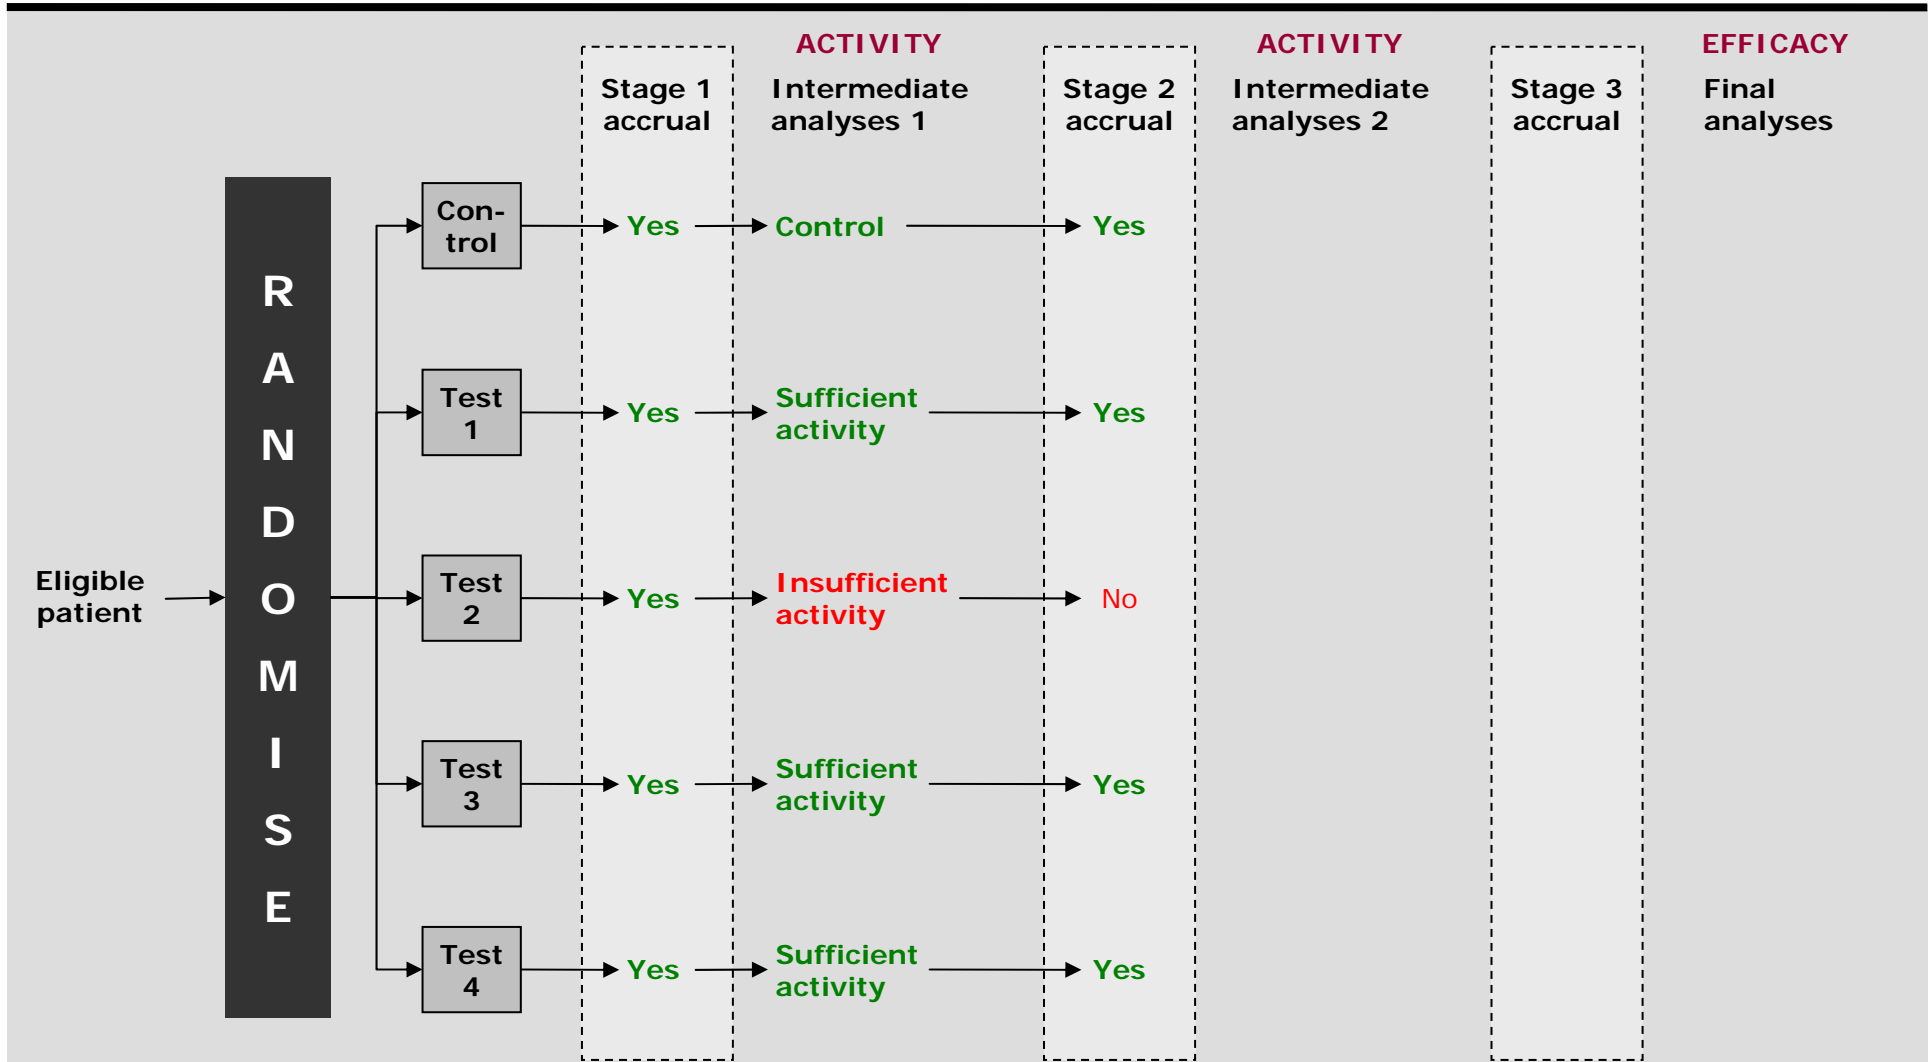 ACTIVITY
ACTIVITY
EFFICACY
Stage 1
accrual
Intermediate
analyses 1
Stage 2
accrual
Intermediate
analyses 2
Stage 3
accrual
Final
analyses
Eligible
patient
R
A
N
D
O
M
I
S
E
Con-
trol
Yes
Control
Yes
Test
1
Yes
Sufficient
activity
Yes
Test
2
Yes
Insufficient
activity
No
Test
3
Yes
Sufficient
activity
Yes
Test
4
Yes
Sufficient
activity
Yes